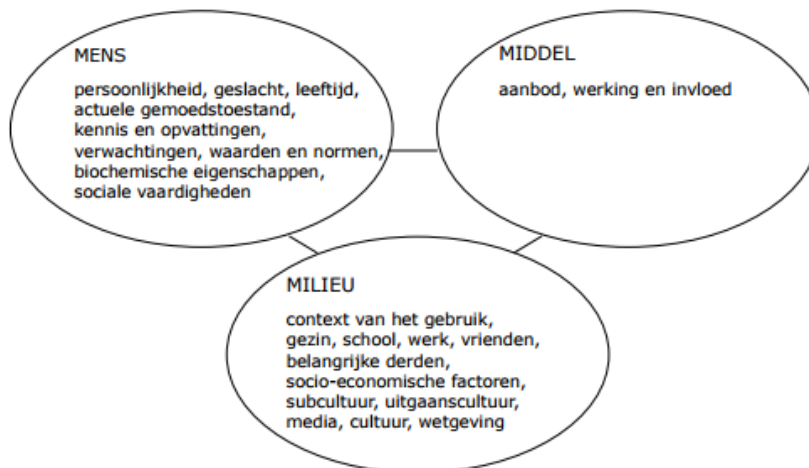 MENS
persoonlijkheid, geslacht, leeftijd,
actuele gemoedstoestand,
kennis en opvattingen,
verwachtingen, waarden en normen,
biochemische eigenschappen,
sociale vaardigheden
MIDDEL
aanbod, werking en invloed
MILIEU
context van het gebruik,
gezin, school, werk, vrienden,
belangrijke derden,
socio-economische factoren,
subcultuur, uitgaanscultuur,
media, cultuur, wetgeving